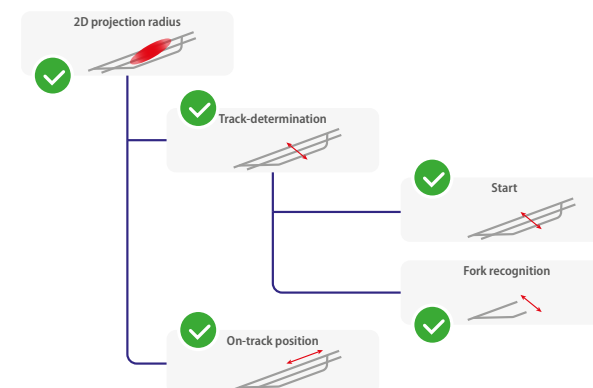 2D projection radius
Track-determination
Start
Fork recognition
On-track position